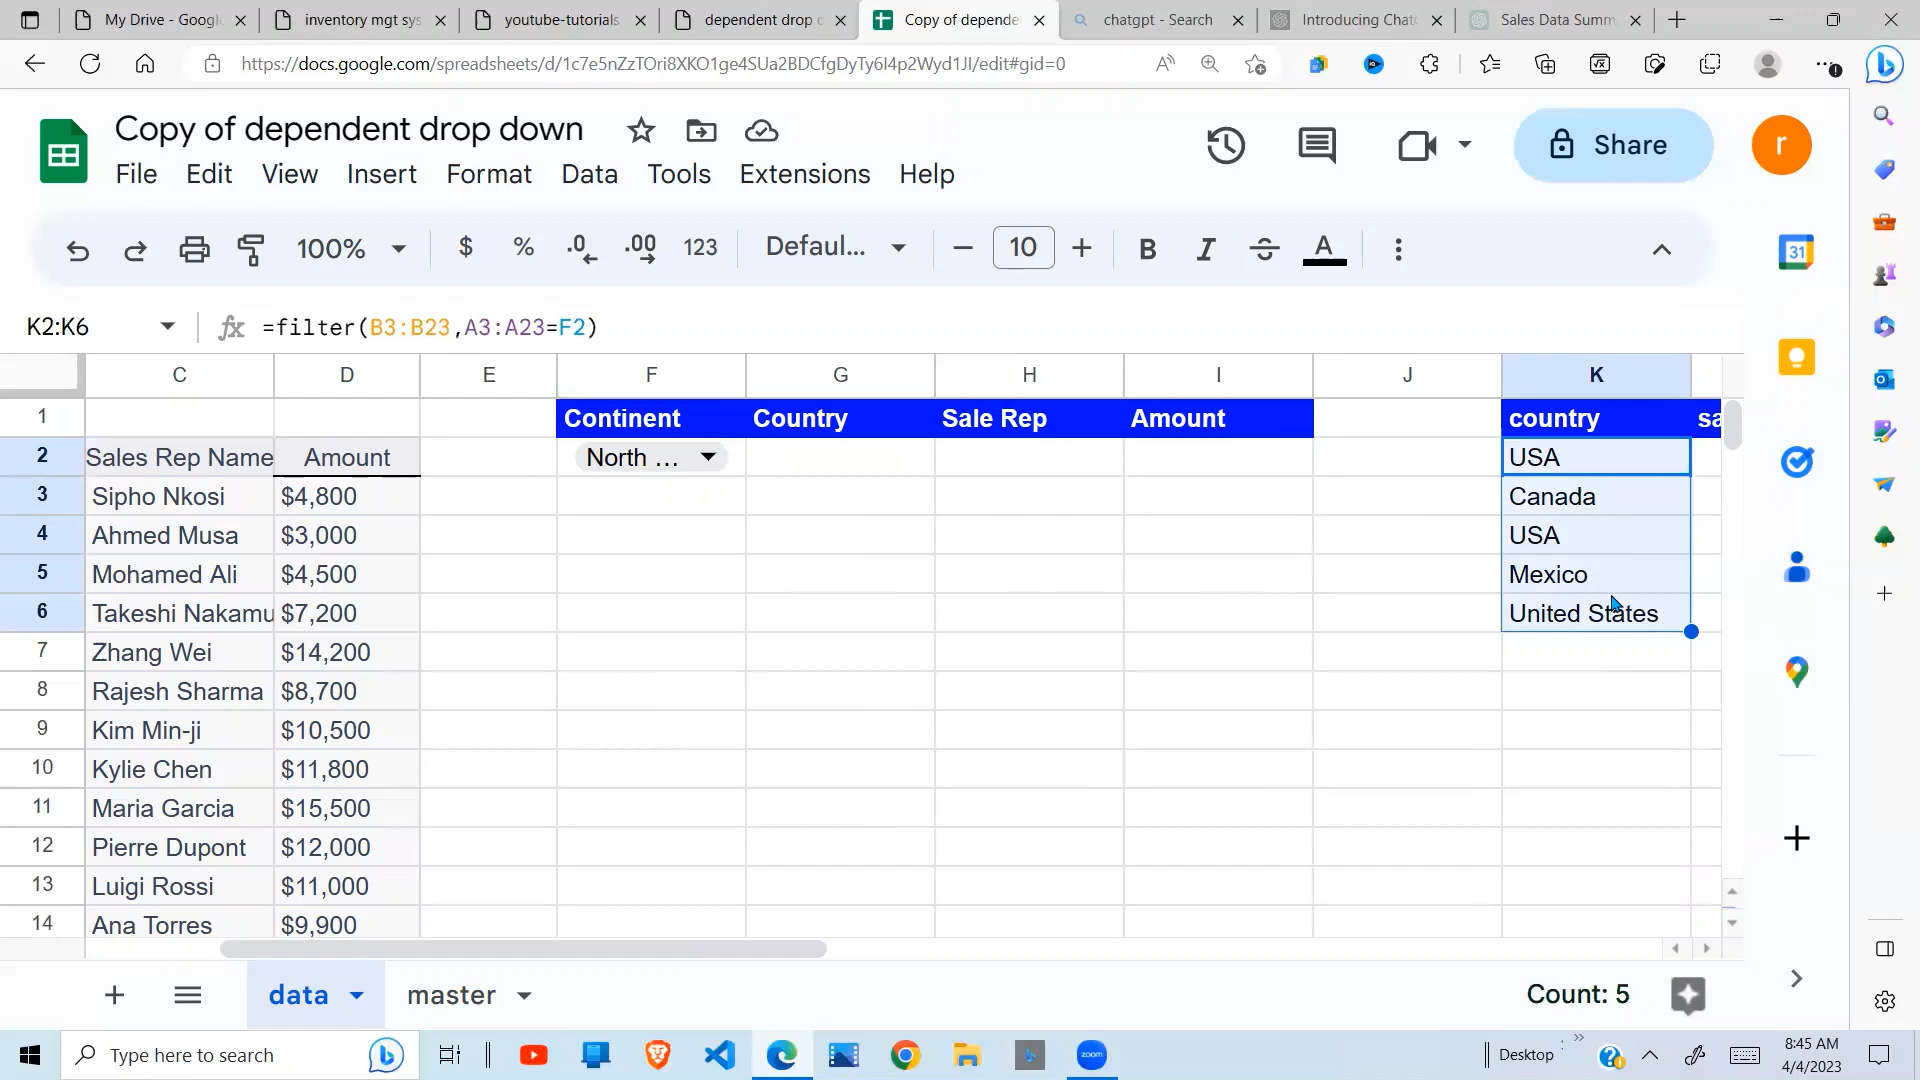 My Drive - Googl
inventory mgt sys
youtube-tutorials
dependent drop
Copy of depende
chatgpt - Search
Introducing Chat
Sales Data Summ
https://docs.google.com/spreadsheets/d/1c7e5nZzTOri8XKO1ge4SUa2BDCfgDyTy6I4p2Wyd1JI/edit#gid=0
Copy of dependent drop down
Share
r
File Edit View Insert Format Data Tools Extensions Help
100% $ % .0 .00 123 Defaul... 10 B I S A
31
K2:K6 fx =filter(B3:B23,A3:A23=F2)
C D E F G H I J K
1 Continent Country Sale Rep Amount country sa
2 Sales Rep Name Amount North ... USA
3 Sipho Nkosi $4,800 Canada
4 Ahmed Musa $3,000 USA
5 Mohamed Ali $4,500 Mexico
6 Takeshi Nakamu $7,200 United States
7 Zhang Wei $14,200
8 Rajesh Sharma $8,700
9 Kim Min-ji $10,500
10 Kylie Chen $11,800
11 Maria Garcia $15,500
12 Pierre Dupont $12,000
13 Luigi Rossi $11,000
14 Ana Torres $9,900
data master Count: 5
Type here to search
zoom
Desktop
8:45 AM
4/4/2023